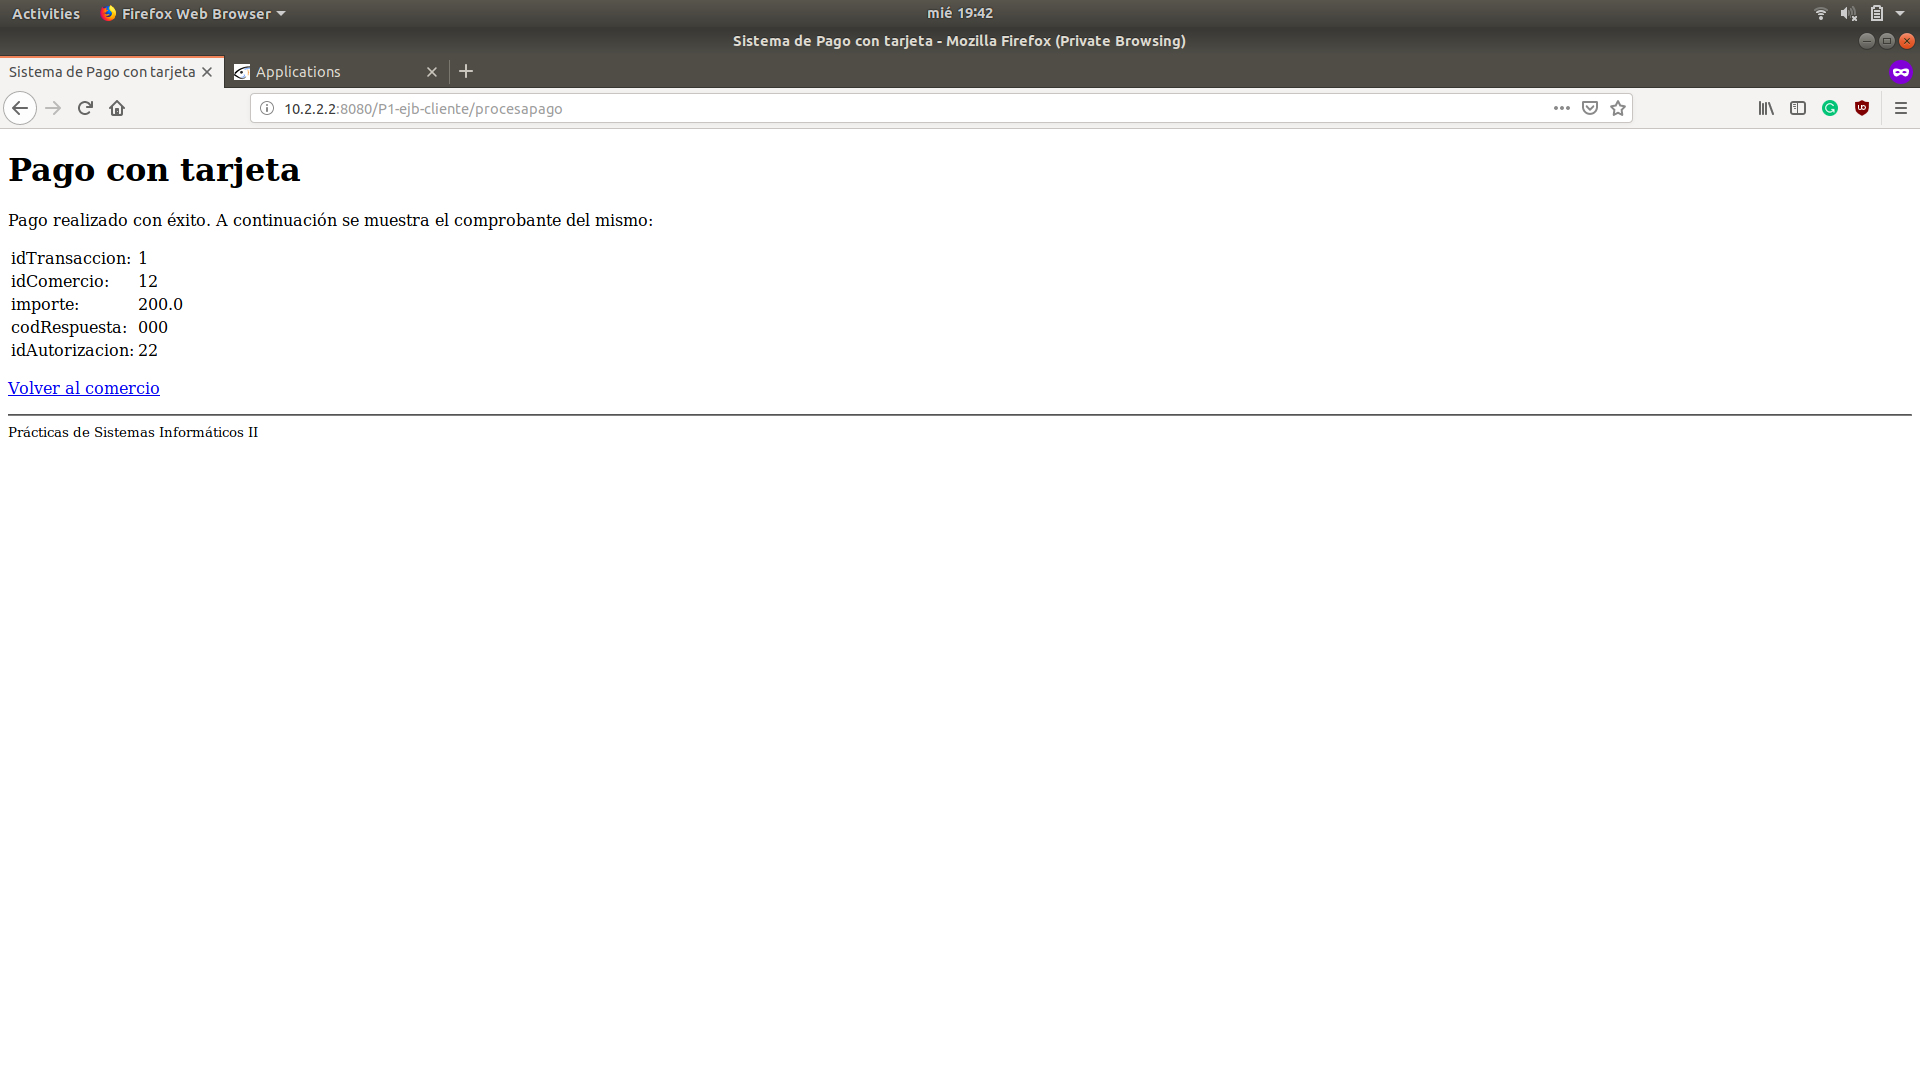 Activities Firefox Web Browser mié 19:42
Sistema de Pago con tarjeta - Mozilla Firefox (Private Browsing)
Sistema de Pago con tarjeta Applications
10.2.2.2:8080/P1-ejb-cliente/procesapago
Pago con tarjeta
Pago realizado con éxito. A continuación se muestra el comprobante del mismo:
idTransaccion: 1
idComercio: 12
importe: 200.0
codRespuesta: 000
idAutorizacion: 22
Volver al comercio
Prácticas de Sistemas Informáticos II